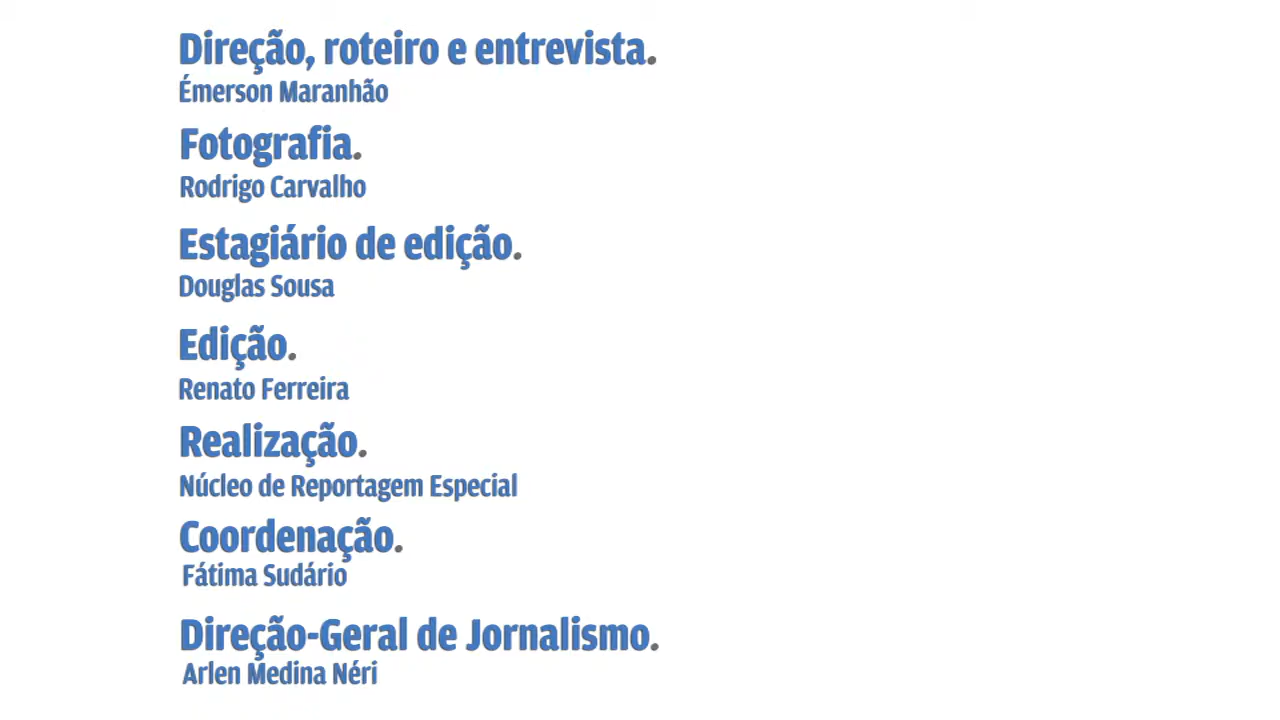 Direção, roteiro e entrevista.
Émerson Maranhão
Fotografia.
Rodrigo Carvalho
Estagiário de edição.
Douglas Sousa
Edição.
Renato Ferreira
Realização.
Núcleo de Reportagem Especial
Coordenação.
Fátima Sudário
Direção-Geral de Jornalismo.
Arlen Medina Néri